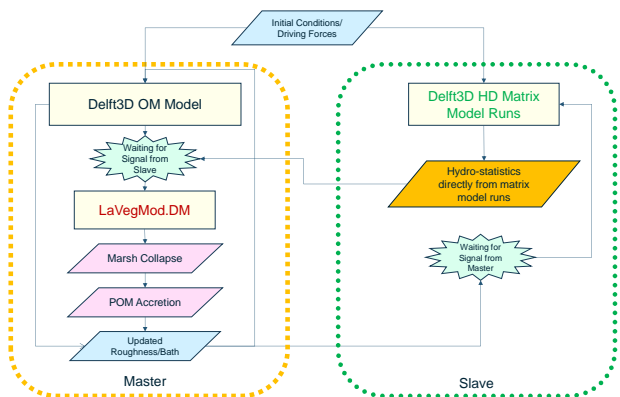 Initial Conditions/
Driving Forces
Delft3D OM Model
Waiting for
Signal from
Slave
LaVegMod.DM
Marsh Collapse
POM Accretion
Updated
Roughness/Bath
Master
Delft3D HD Matrix
Model Runs
Hydro-statistics
directly from matrix
model runs
Waiting for
Signal from
Master
Slave